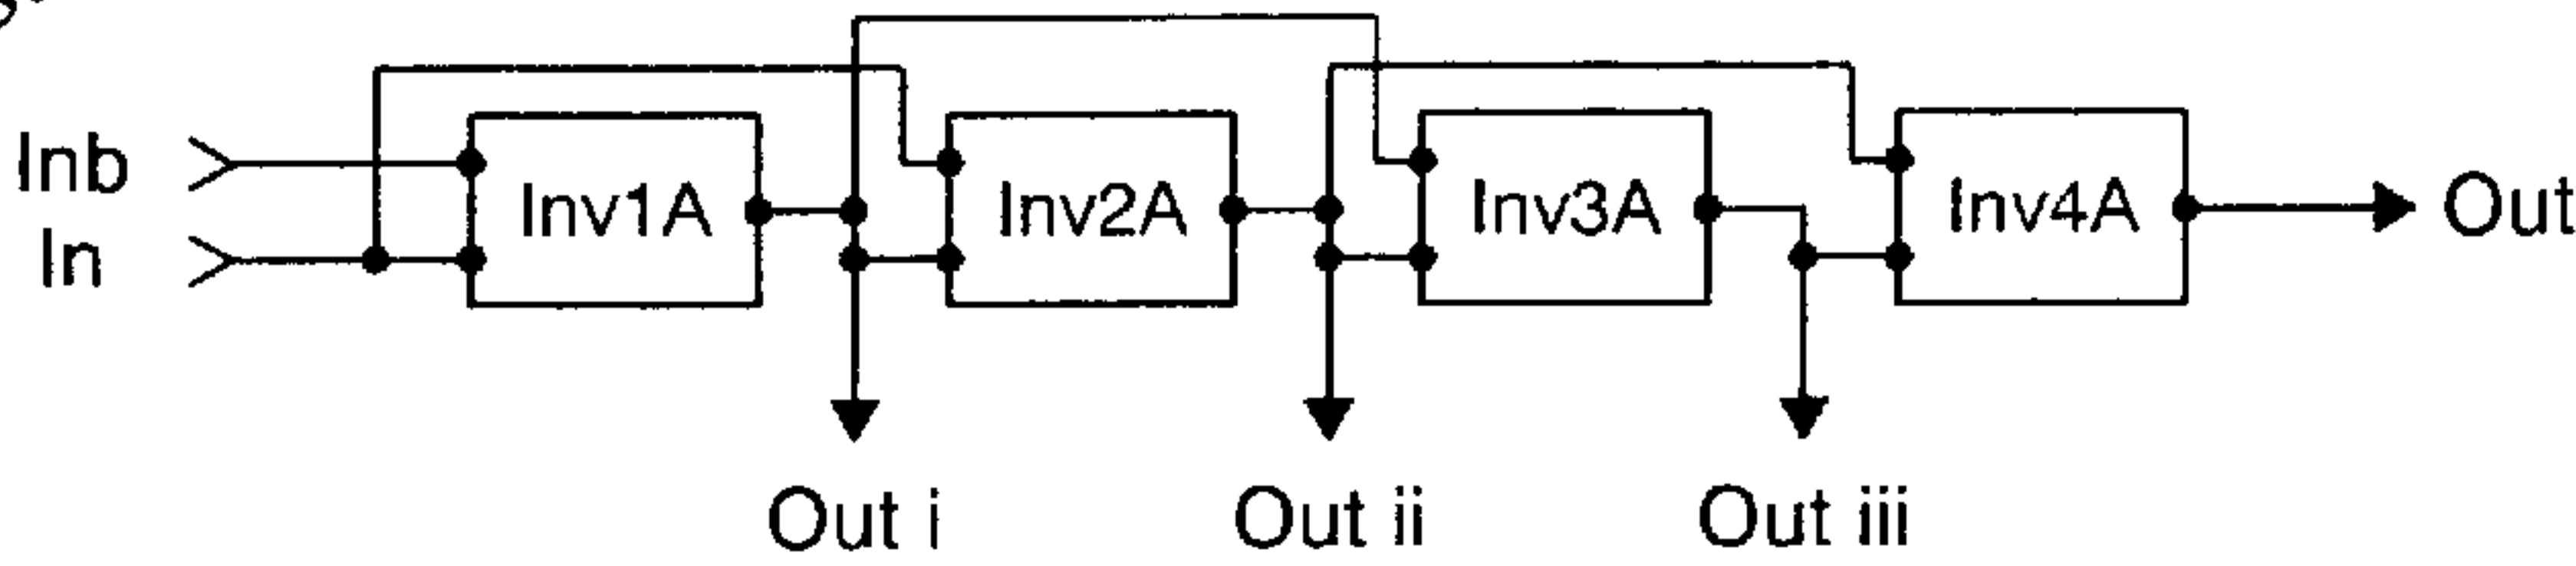 Inb
In
Inv1A
Inv2A
Inv3A
Inv4A
Out
Out i
Out ii
Out iii